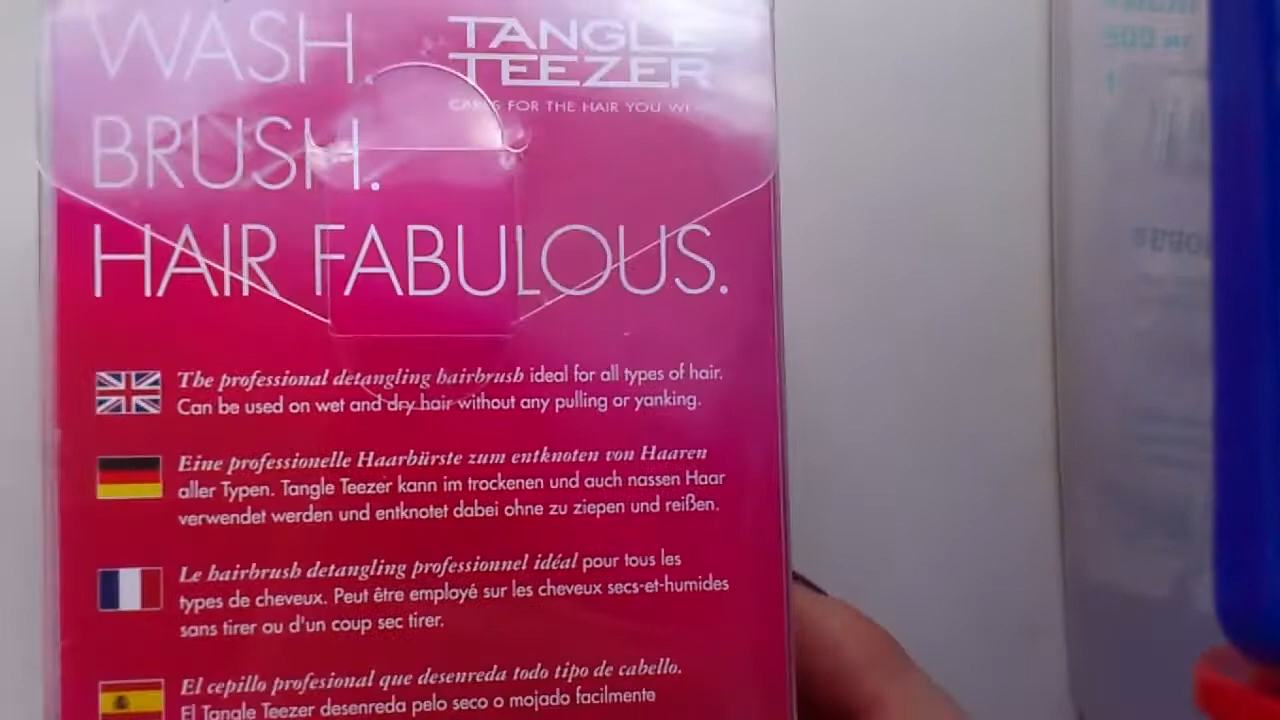 WASH.
BRUSH.
HAIR FABULOUS.
TANGLE
TEEZER
CARES FOR THE HAIR YOU
The professional detangling hairbrush ideal for all types of hair.
Can be used on wet and dry hair without any pulling or yanking.
Eine professionelle Haarbürste zum entknoten von Haaren
aller Typen. Tangle Teezer kann im trockenen und auch nassen Haar
verwendet werden und entknotet dabei ohne zu ziepen und reißen.
Le hairbrush detangling professionnel idéal pour tous les
types de cheveux. Peut être employé sur les cheveux secs-et-humides
sans tirer ou d'un coup sec tirer.
El cepillo profesional que desenreda todo tipo de cabello.
El Tangle Teezer desenreda pelo seco o mojado facilmente